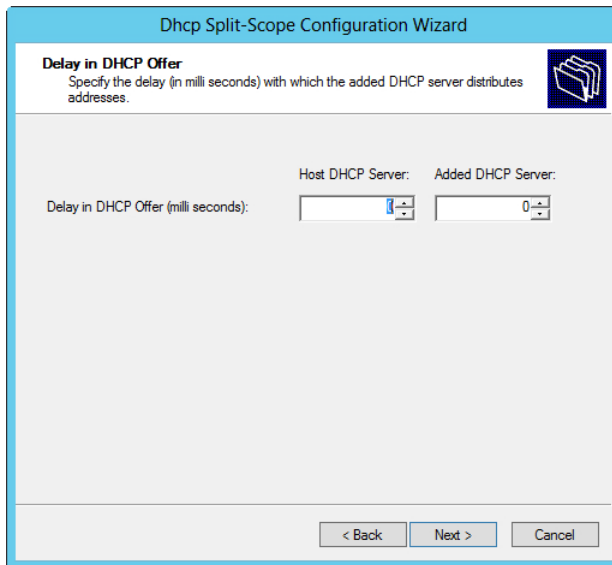 Dhcp Split-Scope Configuration Wizard
Delay in DHCP Offer
Specify the delay (in milli seconds) with which the added DHCP server distributes
addresses.
Host DHCP Server: Added DHCP Server:
Delay in DHCP Offer (milli seconds): 0 0
< Back Next > Cancel